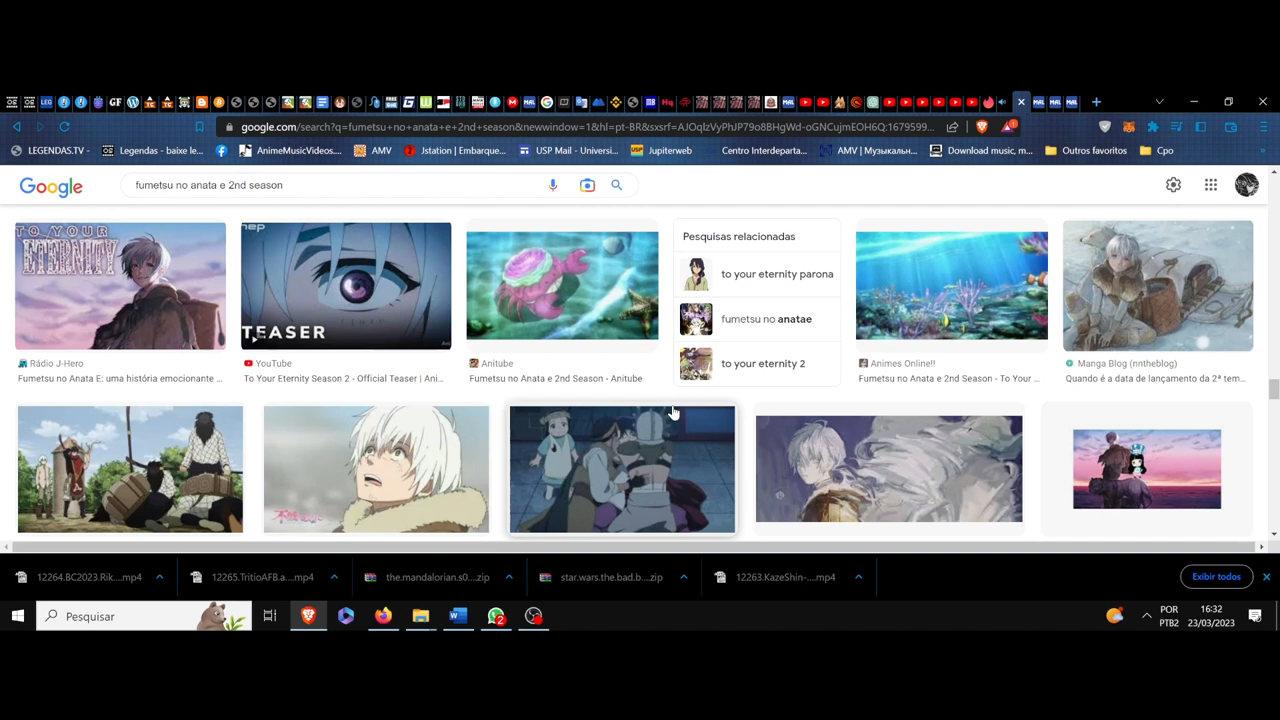 LEG
GF
MAL
google.com/search?q=fumetsu+no+anata+e+2nd+season&newwindow=1&hl=pt-BR&sxsrf=AJOqlzVyPhJP79o8BHgWd-oGNCujmEOH6Q:1679599...
LEGENDAS.TV - Legendas - baixe le... AnimeMusicVideos.... AMV Jstation | Embarque... USP Mail - Universi... Jupiterweb Centro Interdeparta... AMV | Музыкальн... Download music, m... Outros favoritos Cpo
Google
fumetsu no anata e 2nd season
TO YOUR
ETERNITY
TEASER
Pesquisas relacionadas
to your eternity parona
fumetsu no anatae
to your eternity 2
Rádio J-Hero
Fumetsu no Anata E: uma história emocionante ...
YouTube
To Your Eternity Season 2 - Official Teaser | Ani...
Anitube
Fumetsu no Anata e 2nd Season - Anitube
Animes Online!!
Fumetsu no Anata e 2nd Season - To Your ...
Manga Blog (nntheblog)
Quando é a data de lançamento da 2ª tem...
12264.BC2023.Rik....mp4
12265.TritioAFB.a....mp4
the.mandalorian.s0....zip
star.wars.the.bad.b....zip
12263.KazeShin-....mp4
Exibir todos
Pesquisar
2
POR
PTB2
16:32
23/03/2023